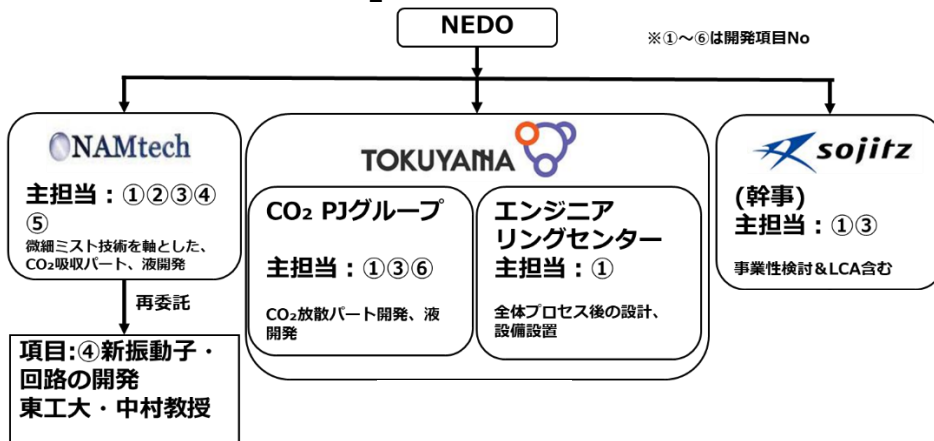 NEDO
※①～⑥は開発項目No
NAMtech
主担当：①②③④
⑤
微細ミスト技術を軸とした、
CO₂吸収パート、液開発
再委託
項目:④新振動子・
回路の開発
東工大・中村教授
TOKUYAMA
CO₂ PJグループ
主担当：①③⑥
CO₂放散パート開発、液
開発
エンジニア
リングセンター
主担当：①
全体プロセス後の設計、
設備設置
sojitz
(幹事)
主担当：①③
事業性検討＆LCA含む